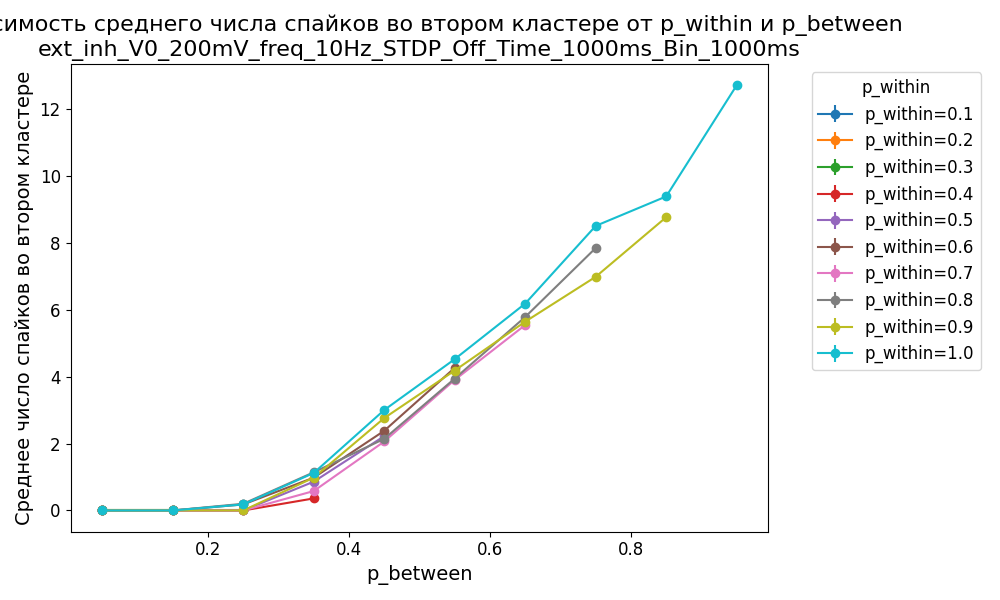 симость среднего числа спайков во втором кластере от p_within и p_between
ext_inh_V0_200mV_freq_10Hz_STDP_Off_Time_1000ms_Bin_1000ms
Среднее число спайков во втором кластере
12
10
8
6
4
2
0
0.2
0.4
0.6
0.8
p_between
p_within
p_within=0.1
p_within=0.2
p_within=0.3
p_within=0.4
p_within=0.5
p_within=0.6
p_within=0.7
p_within=0.8
p_within=0.9
p_within=1.0